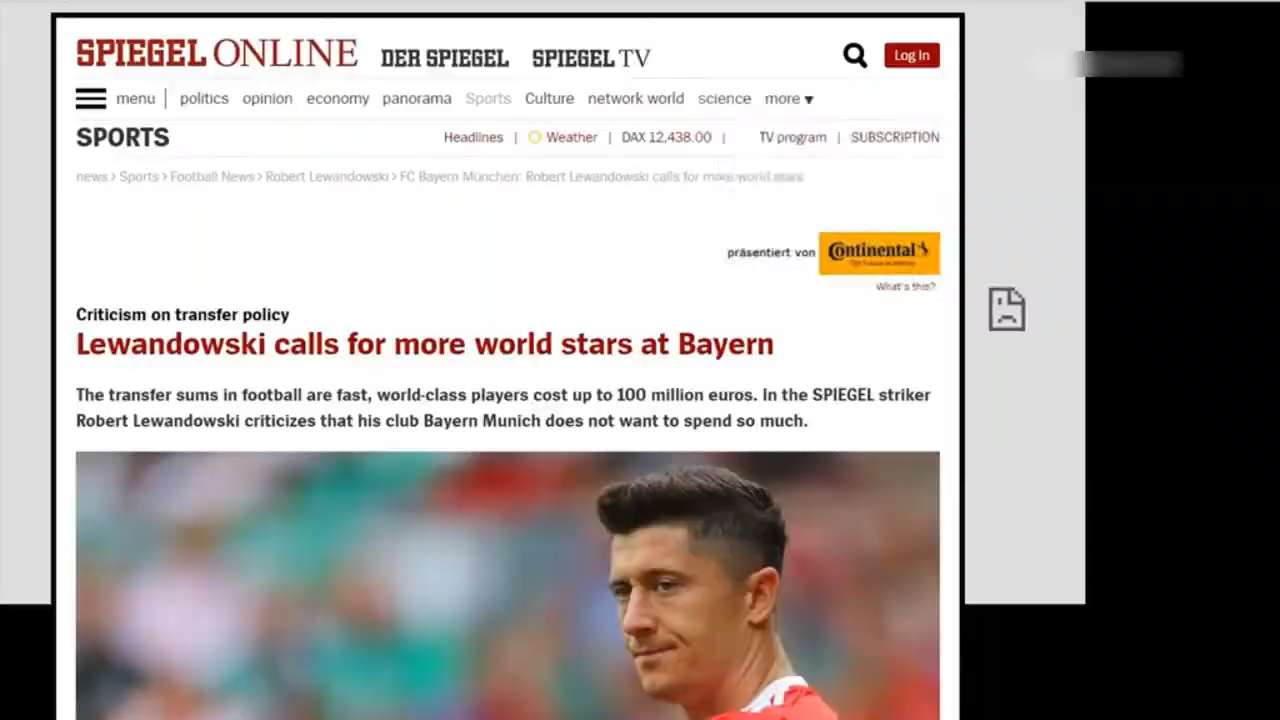 SPIEGEL ONLINE DER SPIEGEL SPIEGEL TV Log In
menu politics opinion economy panorama Sports Culture network world science more ▼
SPORTS Headlines | Weather | DAX 12,438.00 | TV program | SUBSCRIPTION
news › Sports › Football News › Robert Lewandowski › FC Bayern München: Robert Lewandowski calls for more world stars
präsentiert von Continental
What's this?
Criticism on transfer policy
Lewandowski calls for more world stars at Bayern
The transfer sums in football are fast, world-class players cost up to 100 million euros. In the SPIEGEL striker
Robert Lewandowski criticizes that his club Bayern Munich does not want to spend so much.